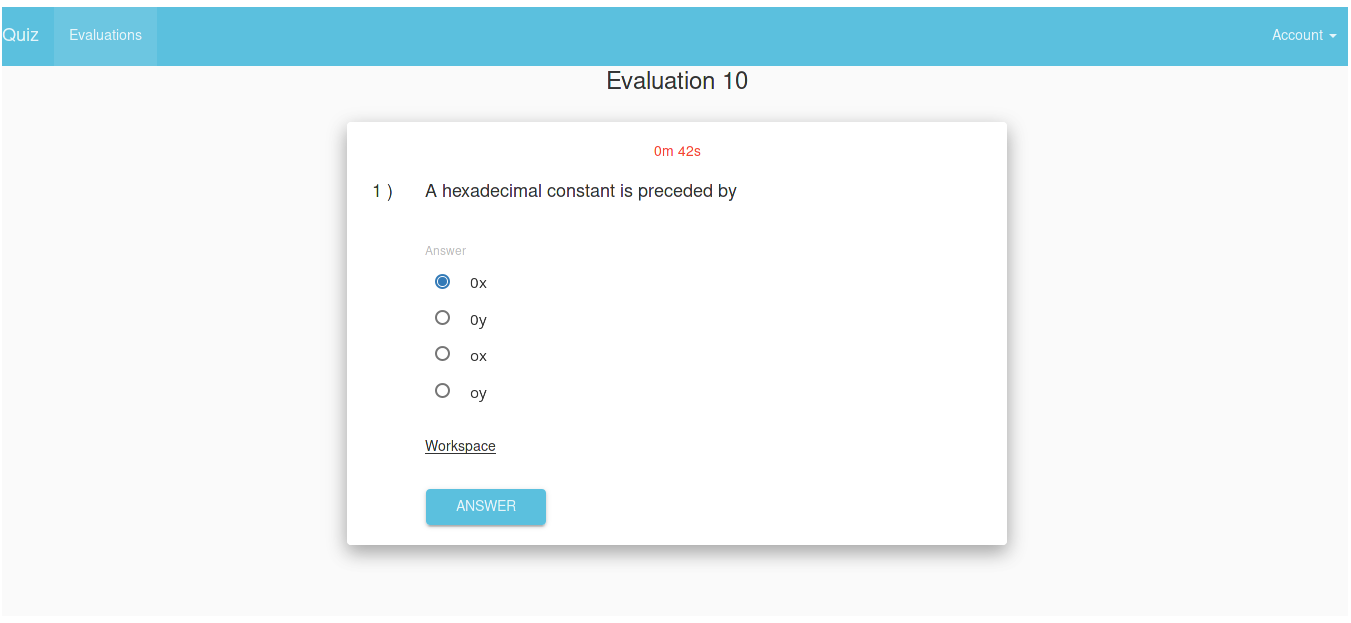 Quiz Evaluations Account
Evaluation 10
0m 42s
1 ) A hexadecimal constant is preceded by
Answer
0x
0y
ox
oy
Workspace
ANSWER